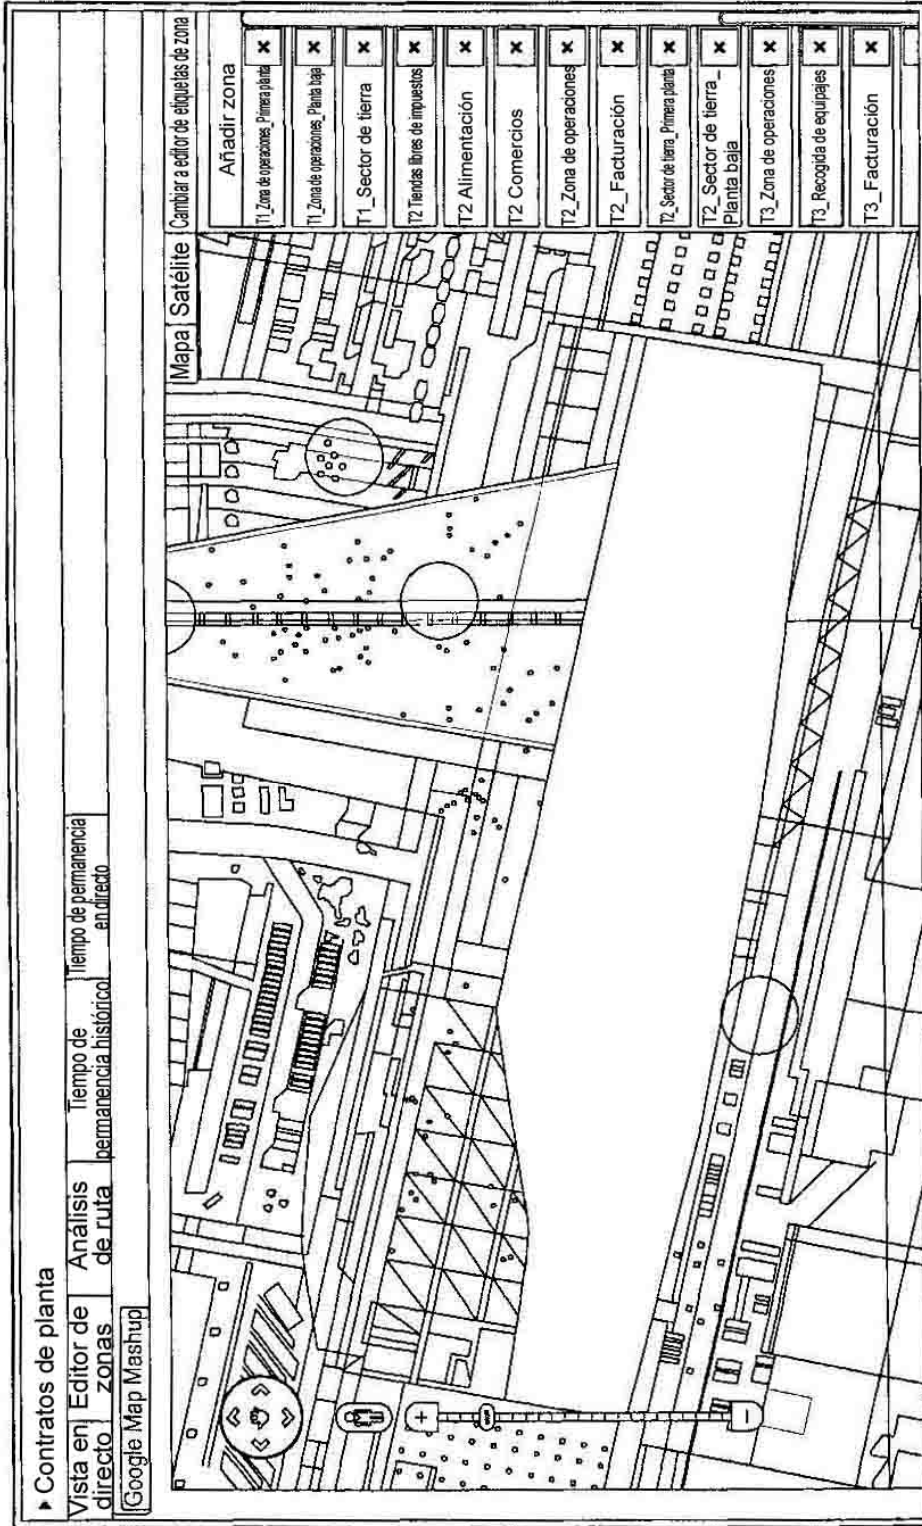 ▸ Contratos de planta
Vista en directo
Editor de zonas
Análisis de ruta
Tiempo de permanencia histórico
Tiempo de permanencia en directo
Google Map Mashup
Mapa
Satélite
Cambiar a editor de etiquetas de zona
Añadir zona
T1_Zona de operaciones_Primera planta
T1_Zona de operaciones_Planta baja
T1_Sector de tierra
T2 Tiendas libres de impuestos
T2 Alimentación
T2 Comercios
T2_Zona de operaciones
T2_Facturación
T2_Sector de tierra_Primera planta
T2_Sector de tierra_
Planta baja
T3_Zona de operaciones
T3_Recogida de equipajes
T3_Facturación